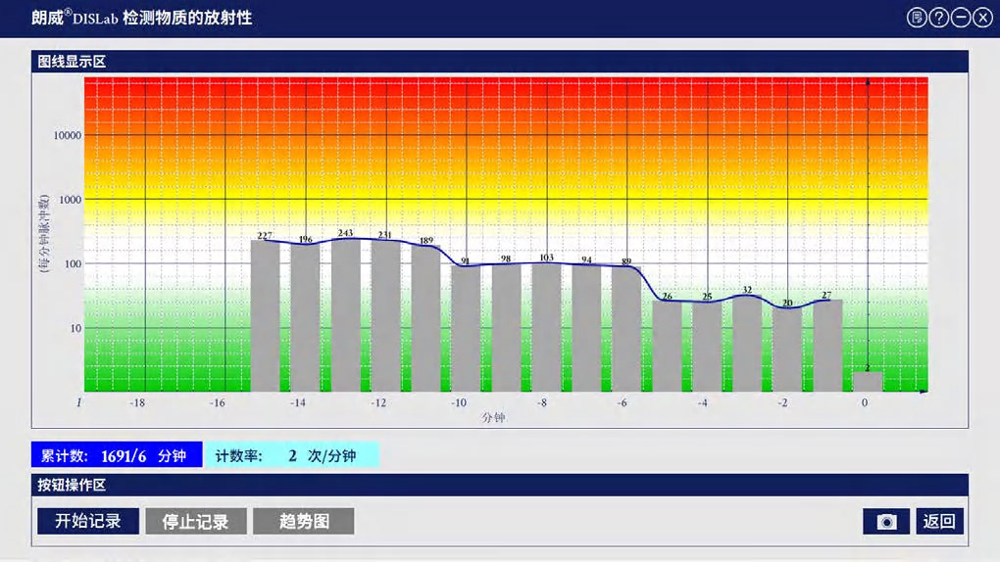 朗威®DISLab 检测物质的放射性
图线显示区
(每分钟脉冲数)
10000
1000
100
10
1
227 196 243 231 189 91 98 103 94 89 26 25 32 20 27 2
-18 -16 -14 -12 -10 -8 -6 -4 -2 0
分钟
累计数: 1691/6 分钟 计数率: 2 次/分钟
按钮操作区
开始记录 停止记录 趋势图 返回